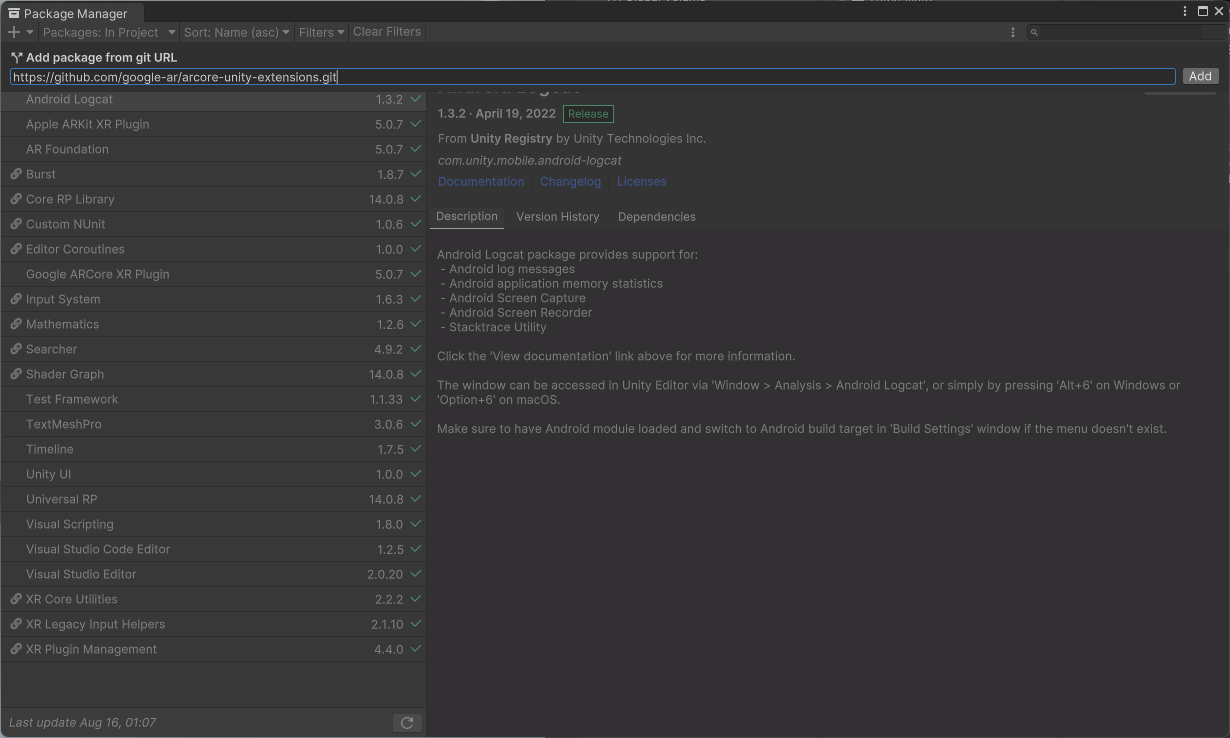 Package Manager
Packages: In Project Sort: Name (asc) Filters Clear Filters
Add package from git URL
https://github.com/google-ar/arcore-unity-extensions.git Add
Android Logcat 1.3.2
Apple ARKit XR Plugin 5.0.7
AR Foundation 5.0.7
Burst 1.8.7
Core RP Library 14.0.8
Custom NUnit 1.0.6
Editor Coroutines 1.0.0
Google ARCore XR Plugin 5.0.7
Input System 1.6.3
Mathematics 1.2.6
Searcher 4.9.2
Shader Graph 14.0.8
Test Framework 1.1.33
TextMeshPro 3.0.6
Timeline 1.7.5
Unity UI 1.0.0
Universal RP 14.0.8
Visual Scripting 1.8.0
Visual Studio Code Editor 1.2.5
Visual Studio Editor 2.0.20
XR Core Utilities 2.2.2
XR Legacy Input Helpers 2.1.10
XR Plugin Management 4.4.0
Last update Aug 16, 01:07
Android Logcat
1.3.2 · April 19, 2022 Release
From Unity Registry by Unity Technologies Inc.
com.unity.mobile.android-logcat
Documentation Changelog Licenses
Description Version History Dependencies
Android Logcat package provides support for:
- Android log messages
- Android application memory statistics
- Android Screen Capture
- Android Screen Recorder
- Stacktrace Utility
Click the 'View documentation' link above for more information.
The window can be accessed in Unity Editor via 'Window > Analysis > Android Logcat', or simply by pressing 'Alt+6' on Windows or
'Option+6' on macOS.
Make sure to have Android module loaded and switch to Android build target in 'Build Settings' window if the menu doesn't exist.